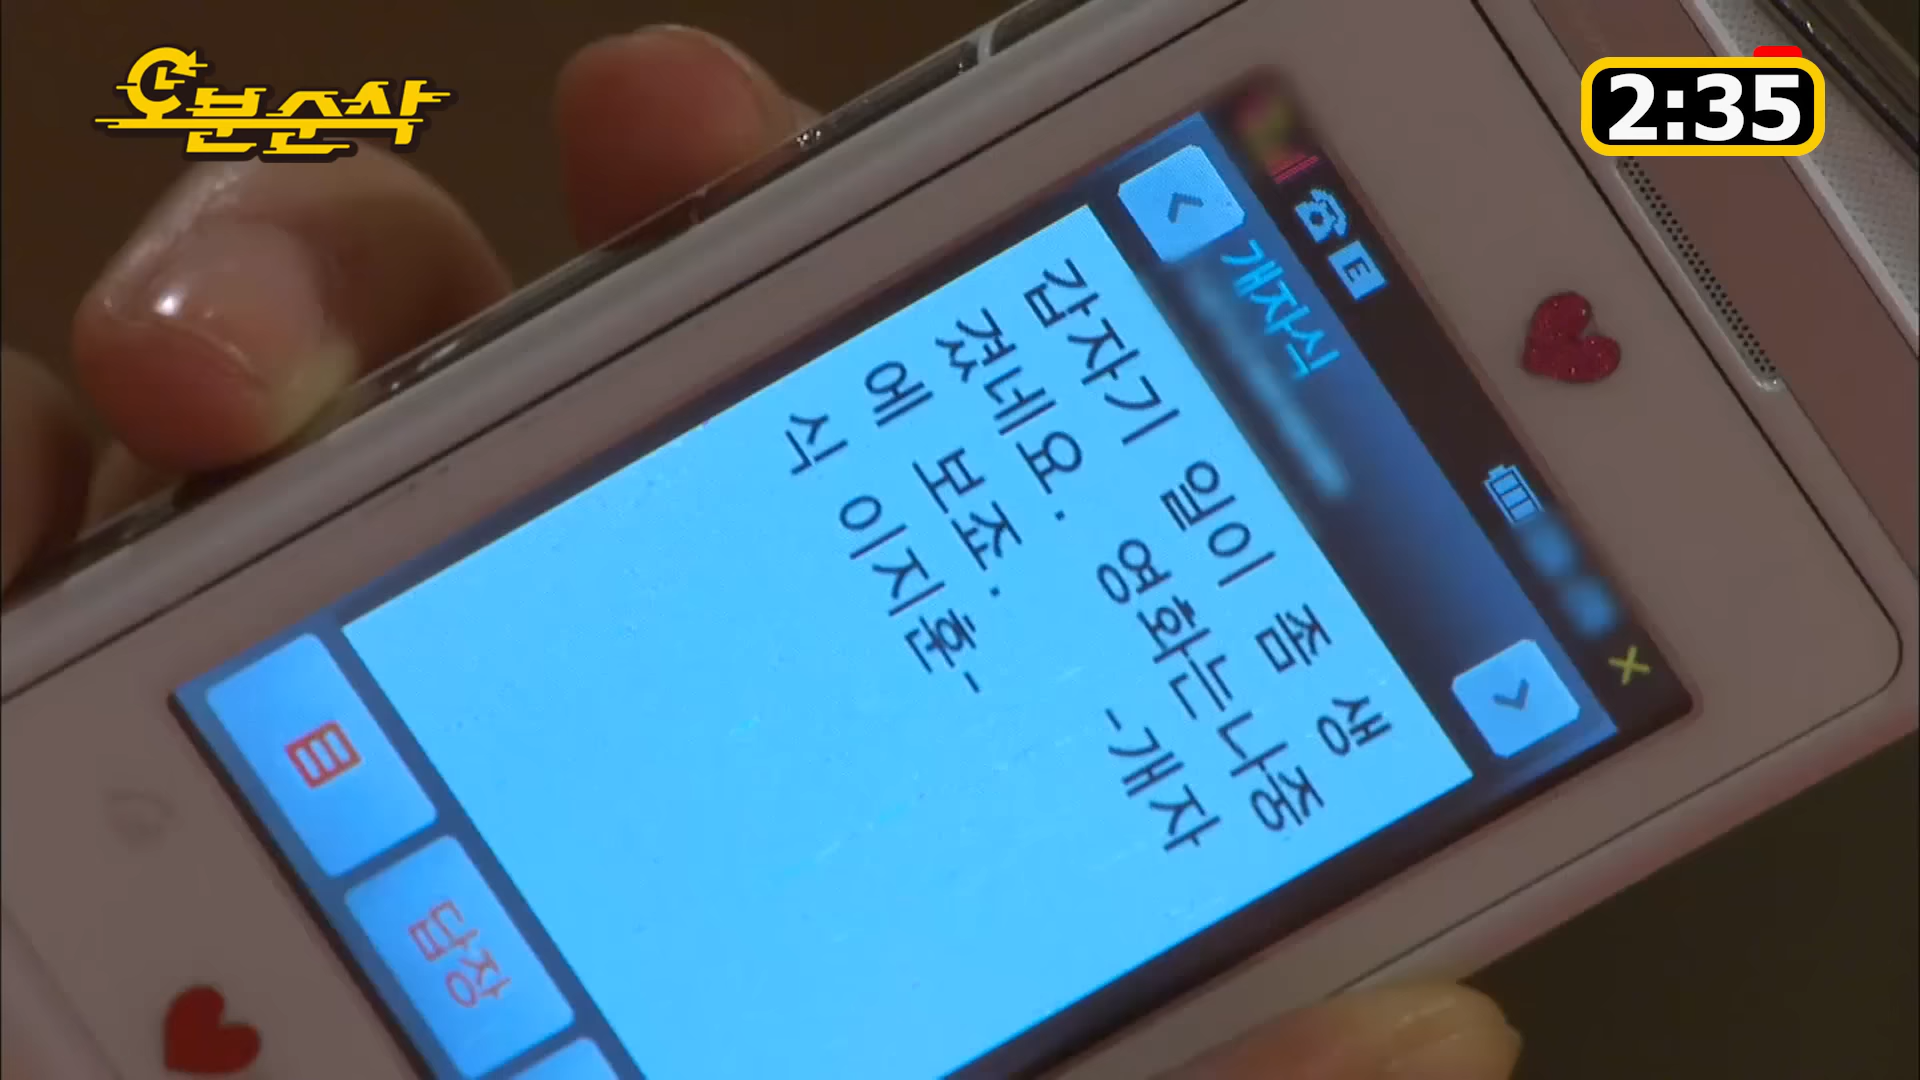 오분순삭
2:35
E
개자식
갑자기 일이 좀 생
겼네요. 영화는나중
에 보죠. -개자
식 이지훈-
답장